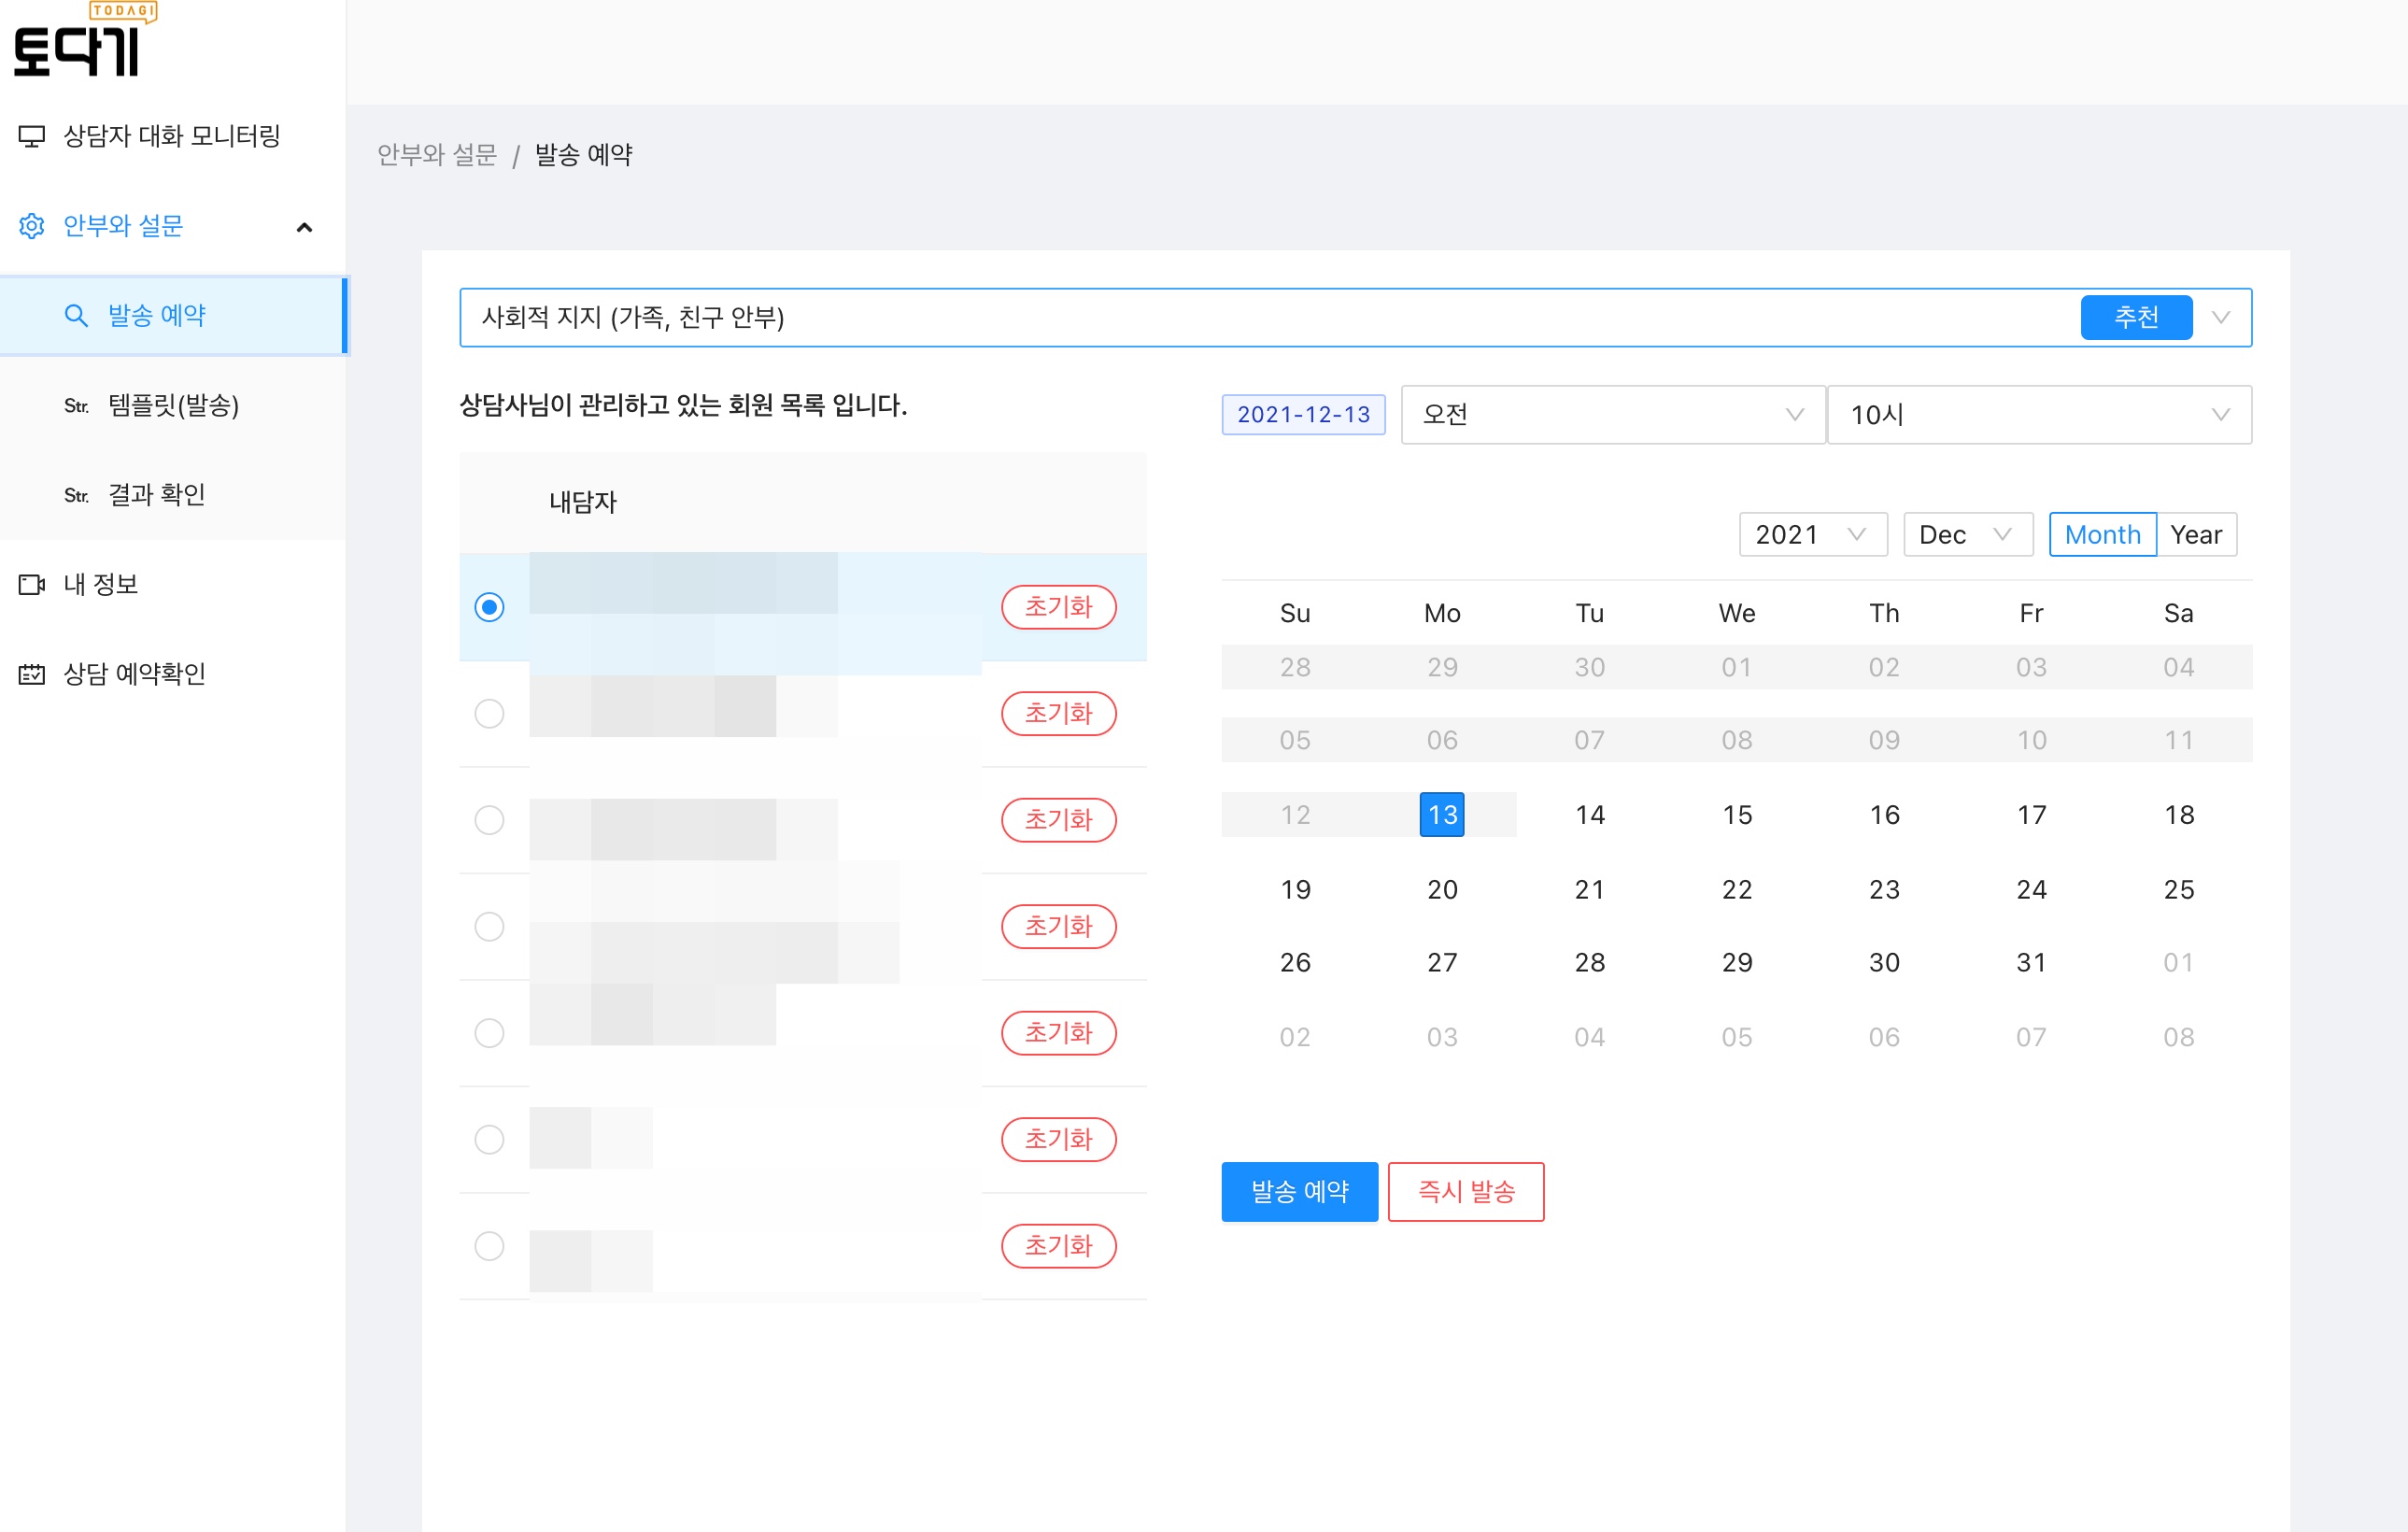 TODAGI
토닥기
상담자 대화 모니터링
안부와 설문
발송 예약
Str. 템플릿(발송)
Str. 결과 확인
내 정보
상담 예약확인
안부와 설문 / 발송 예약
사회적 지지 (가족, 친구 안부) 추천
상담사님이 관리하고 있는 회원 목록 입니다.
내담자
초기화
초기화
초기화
초기화
초기화
초기화
초기화
2021-12-13 오전 10시
2021 Dec Month Year
Su Mo Tu We Th Fr Sa
28 29 30 01 02 03 04
05 06 07 08 09 10 11
12 13 14 15 16 17 18
19 20 21 22 23 24 25
26 27 28 29 30 31 01
02 03 04 05 06 07 08
발송 예약 즉시 발송